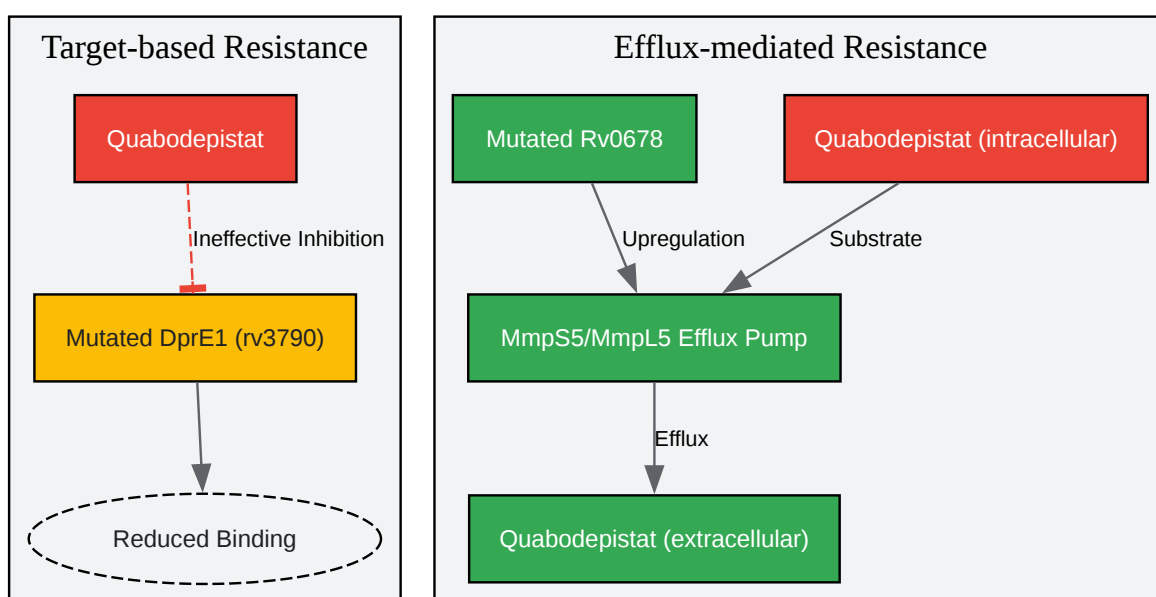 Target-based Resistance
Quabodepistat
Ineffective Inhibition
Mutated DprE1 (rv3790)
Reduced Binding
Efflux-mediated Resistance
Mutated Rv0678
Quabodepistat (intracellular)
Upregulation
Substrate
MmpS5/MmpL5 Efflux Pump
Efflux
Quabodepistat (extracellular)